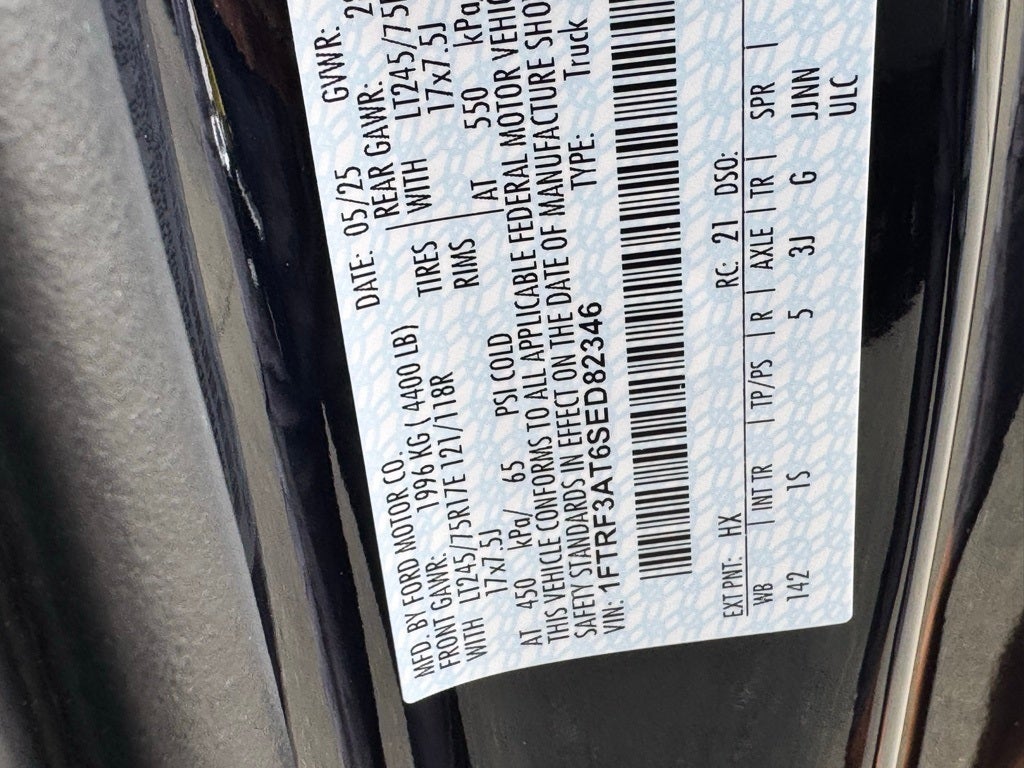 MFD. BY FORD MOTOR CO.
DATE: 05/25
GVWR:
FRONT GAWR: 1996 KG ( 4400 LB)
REAR GAWR:
WITH LT245/75R17E 121/118R TIRES
WITH LT245/75
17x7.5J RIMS
17x7.5J
AT 450 kPa/ 65 PSI COLD
AT 550 kPa
THIS VEHICLE CONFORMS TO ALL APPLICABLE FEDERAL MOTOR
SAFETY STANDARDS IN EFFECT ON THE DATE OF MANUFACTURE
VIN: 1FTRF3AT6SED82346
TYPE: Truck
EXT PNT: HX RC: 21 DSO:
WB | INT TR | TP/PS | R | AXLE | TR | SPR |
142 1S 5 3J G JJNN
ULC